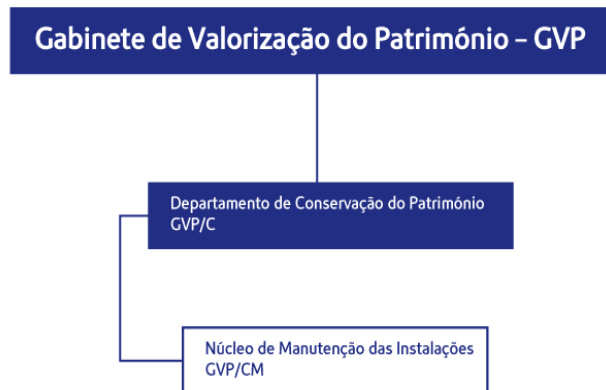 Gabinete de Valorização do Património – GVP
Departamento de Conservação do Património
GVP/C
Núcleo de Manutenção das Instalações
GVP/CM